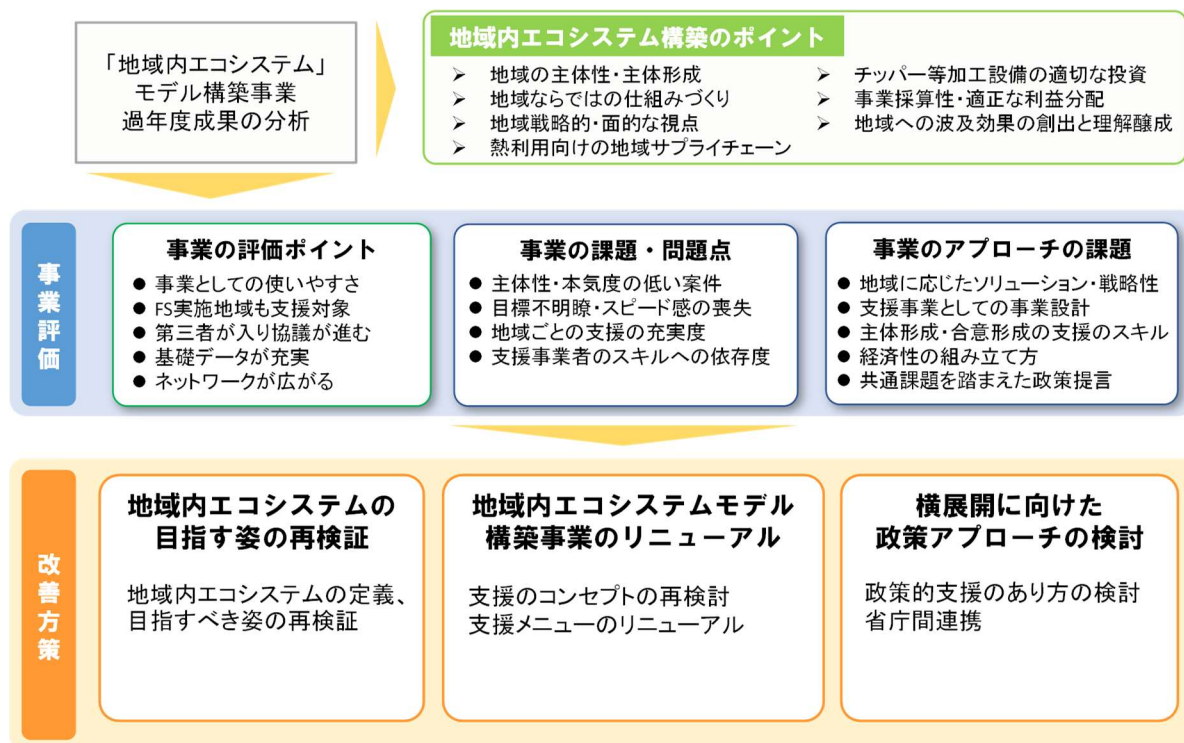 「地域内エコシステム」
モデル構築事業
過年度成果の分析
地域内エコシステム構築のポイント
➢ 地域の主体性・主体形成
➢ 地域ならではの仕組みづくり
➢ 地域戦略的・面的な視点
➢ 熱利用向けの地域サプライチェーン
➢ チッパー等加工設備の適切な投資
➢ 事業採算性・適正な利益分配
➢ 地域への波及効果の創出と理解醸成
事業評価
事業の評価ポイント
● 事業としての使いやすさ
● FS実施地域も支援対象
● 第三者が入り協議が進む
● 基礎データが充実
● ネットワークが広がる
事業の課題・問題点
● 主体性・本気度の低い案件
● 目標不明瞭・スピード感の喪失
● 地域ごとの支援の充実度
● 支援事業者のスキルへの依存度
事業のアプローチの課題
● 地域に応じたソリューション・戦略性
● 支援事業としての事業設計
● 主体形成・合意形成の支援のスキル
● 経済性の組み立て方
● 共通課題を踏まえた政策提言
改善方策
地域内エコシステムの
目指す姿の再検証
地域内エコシステムの定義、
目指すべき姿の再検証
地域内エコシステムモデル
構築事業のリニューアル
支援のコンセプトの再検討
支援メニューのリニューアル
横展開に向けた
政策アプローチの検討
政策的支援のあり方の検討
省庁間連携